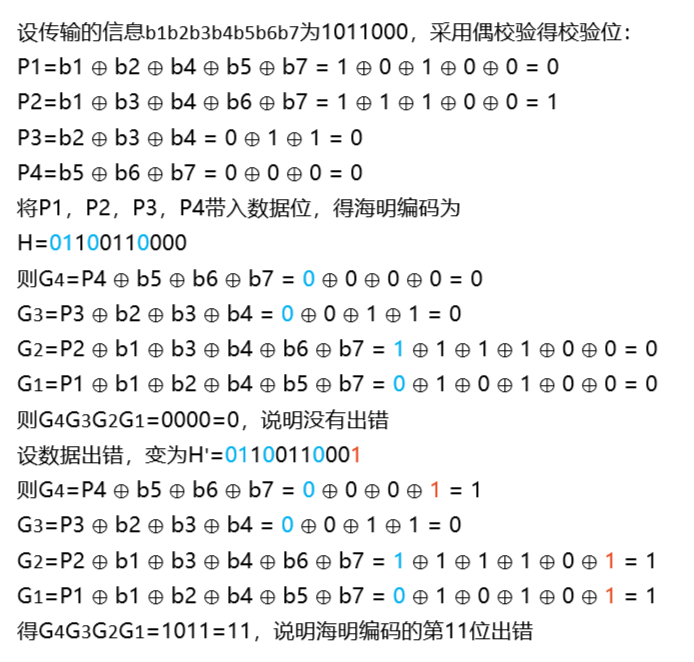 设传输的信息b1b2b3b4b5b6b7为1011000，采用偶校验得校验位：
P1=b1 ⊕ b2 ⊕ b4 ⊕ b5 ⊕ b7 = 1 ⊕ 0 ⊕ 1 ⊕ 0 ⊕ 0 = 0
P2=b1 ⊕ b3 ⊕ b4 ⊕ b6 ⊕ b7 = 1 ⊕ 1 ⊕ 1 ⊕ 0 ⊕ 0 = 1
P3=b2 ⊕ b3 ⊕ b4 = 0 ⊕ 1 ⊕ 1 = 0
P4=b5 ⊕ b6 ⊕ b7 = 0 ⊕ 0 ⊕ 0 = 0
将P1，P2，P3，P4带入数据位，得海明编码为
H=01100110000
则G4=P4 ⊕ b5 ⊕ b6 ⊕ b7 = 0 ⊕ 0 ⊕ 0 ⊕ 0 = 0
G3=P3 ⊕ b2 ⊕ b3 ⊕ b4 = 0 ⊕ 0 ⊕ 1 ⊕ 1 = 0
G2=P2 ⊕ b1 ⊕ b3 ⊕ b4 ⊕ b6 ⊕ b7 = 1 ⊕ 1 ⊕ 1 ⊕ 1 ⊕ 0 ⊕ 0 = 0
G1=P1 ⊕ b1 ⊕ b2 ⊕ b4 ⊕ b5 ⊕ b7 = 0 ⊕ 1 ⊕ 0 ⊕ 1 ⊕ 0 ⊕ 0 = 0
则G4G3G2G1=0000=0，说明没有出错
设数据出错，变为H'=01100110001
则G4=P4 ⊕ b5 ⊕ b6 ⊕ b7 = 0 ⊕ 0 ⊕ 0 ⊕ 1 = 1
G3=P3 ⊕ b2 ⊕ b3 ⊕ b4 = 0 ⊕ 0 ⊕ 1 ⊕ 1 = 0
G2=P2 ⊕ b1 ⊕ b3 ⊕ b4 ⊕ b6 ⊕ b7 = 1 ⊕ 1 ⊕ 1 ⊕ 1 ⊕ 0 ⊕ 1 = 1
G1=P1 ⊕ b1 ⊕ b2 ⊕ b4 ⊕ b5 ⊕ b7 = 0 ⊕ 1 ⊕ 0 ⊕ 1 ⊕ 0 ⊕ 1 = 1
得G4G3G2G1=1011=11，说明海明编码的第11位出错